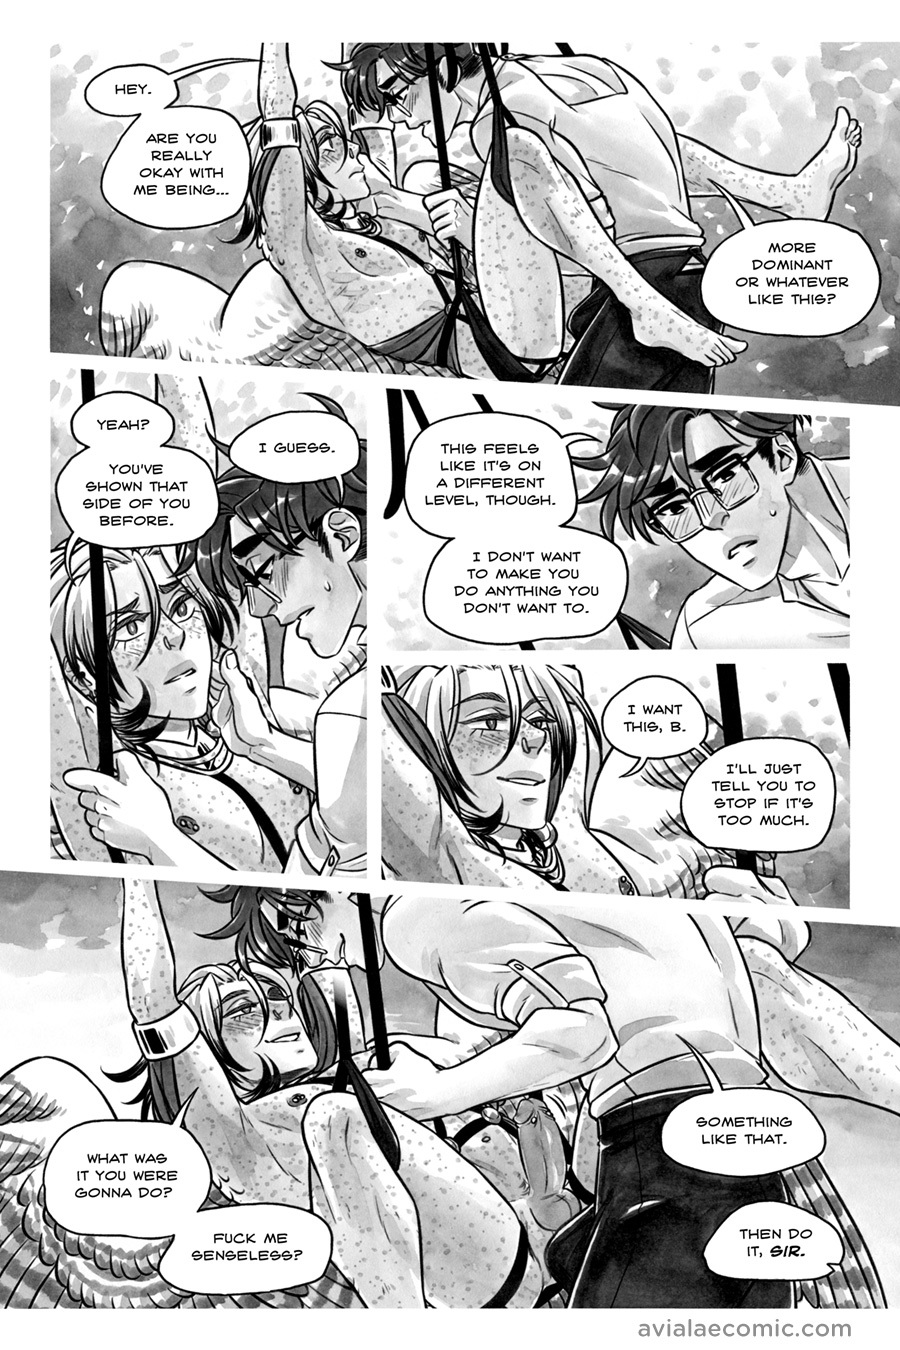 HEY.
ARE YOU
REALLY
OKAY WITH
ME BEING...
MORE
DOMINANT
OR WHATEVER
LIKE THIS?
YEAH?
YOU'VE
SHOWN THAT
SIDE OF YOU
BEFORE.
I GUESS.
THIS FEELS
LIKE IT'S ON
A DIFFERENT
LEVEL, THOUGH.
I DON'T WANT
TO MAKE YOU
DO ANYTHING YOU
DON'T WANT TO.
I WANT
THIS, B.
I'LL JUST
TELL YOU TO
STOP IF IT'S
TOO MUCH.
WHAT WAS
IT YOU WERE
GONNA DO?
FUCK ME
SENSELESS?
SOMETHING
LIKE THAT.
THEN DO
IT, SIR.
avialaecomic.com